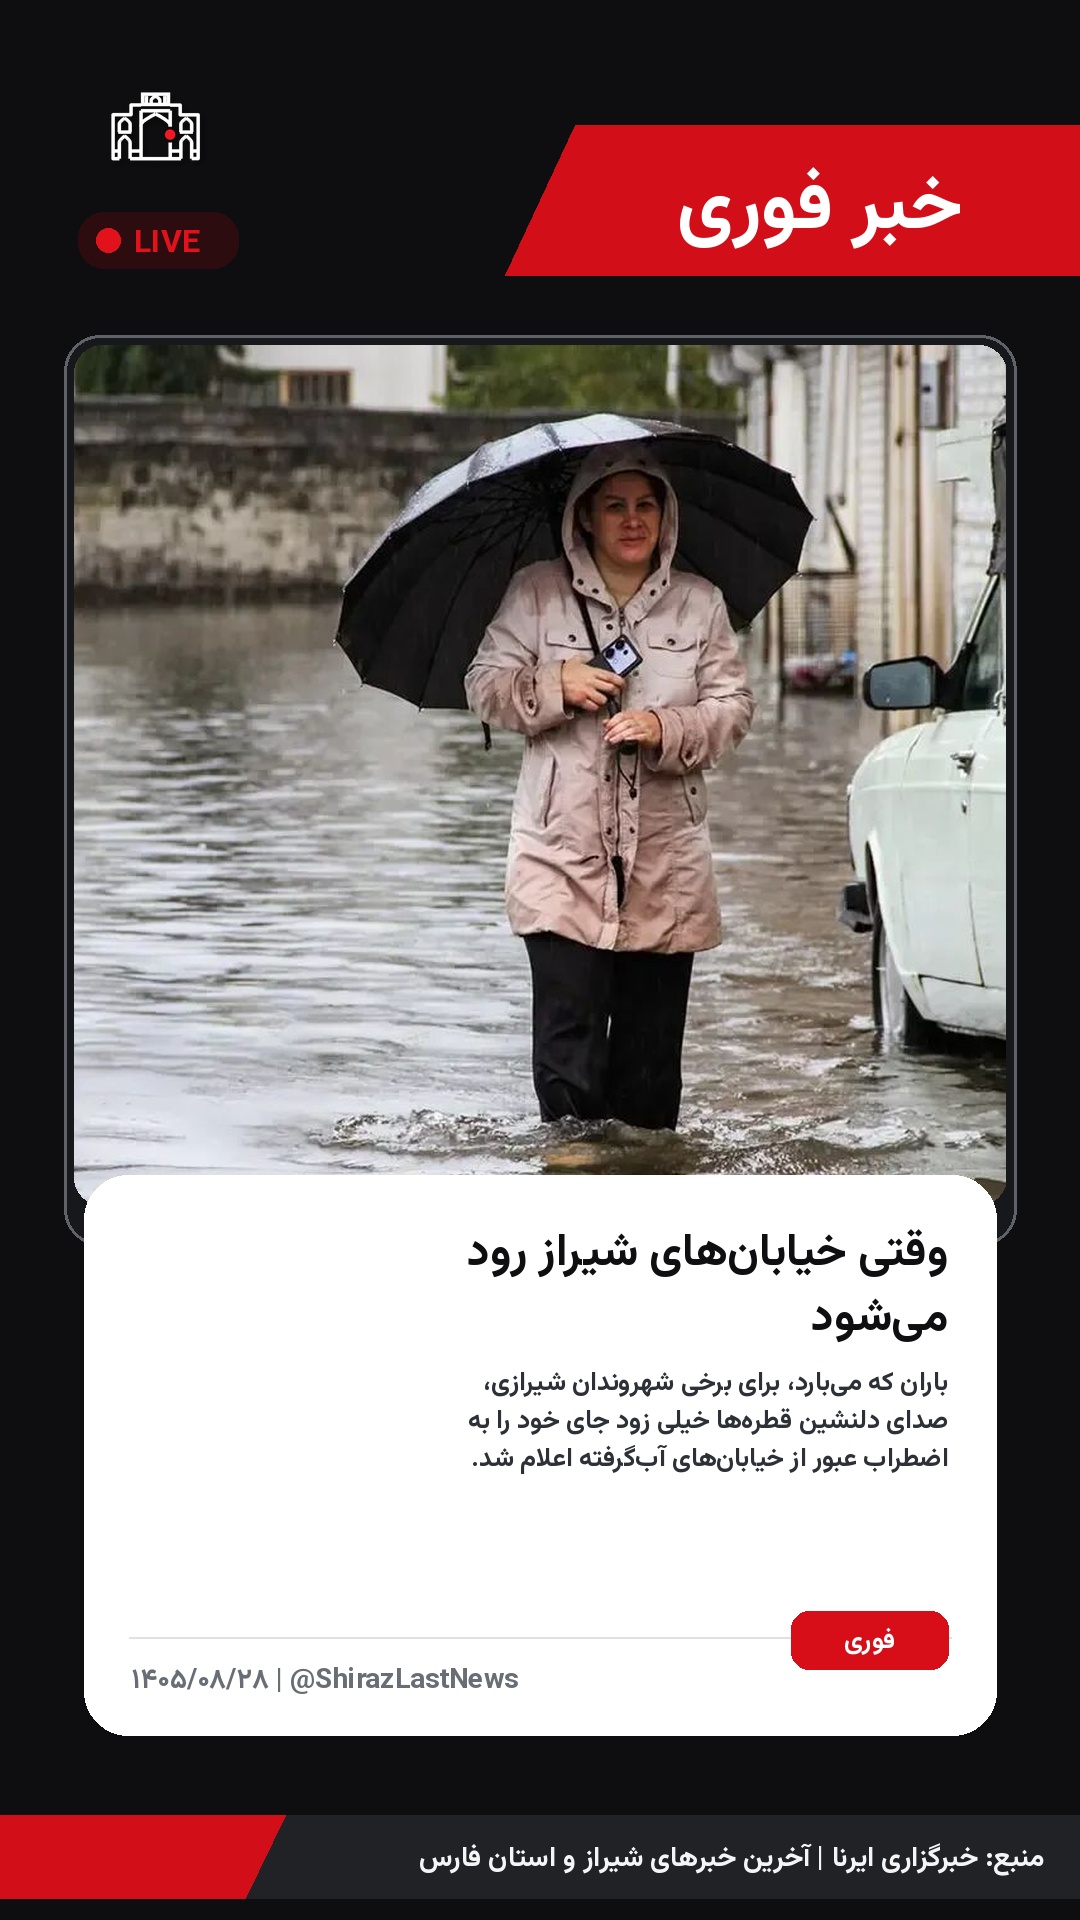 خبر فوری
LIVE
وقتی خیابان‌های شیراز رود
می‌شود
باران که می‌بارد، برای برخی شهروندان شیرازی،
صدای دلنشین قطره‌ها خیلی زود جای خود را به
اضطراب عبور از خیابان‌های آب‌گرفته اعلام شد.
فوری
۱۴۰۵/۰۸/۲۸ | @ShirazLastNews
منبع: خبرگزاری ایرنا | آخرین خبرهای شیراز و استان فارس